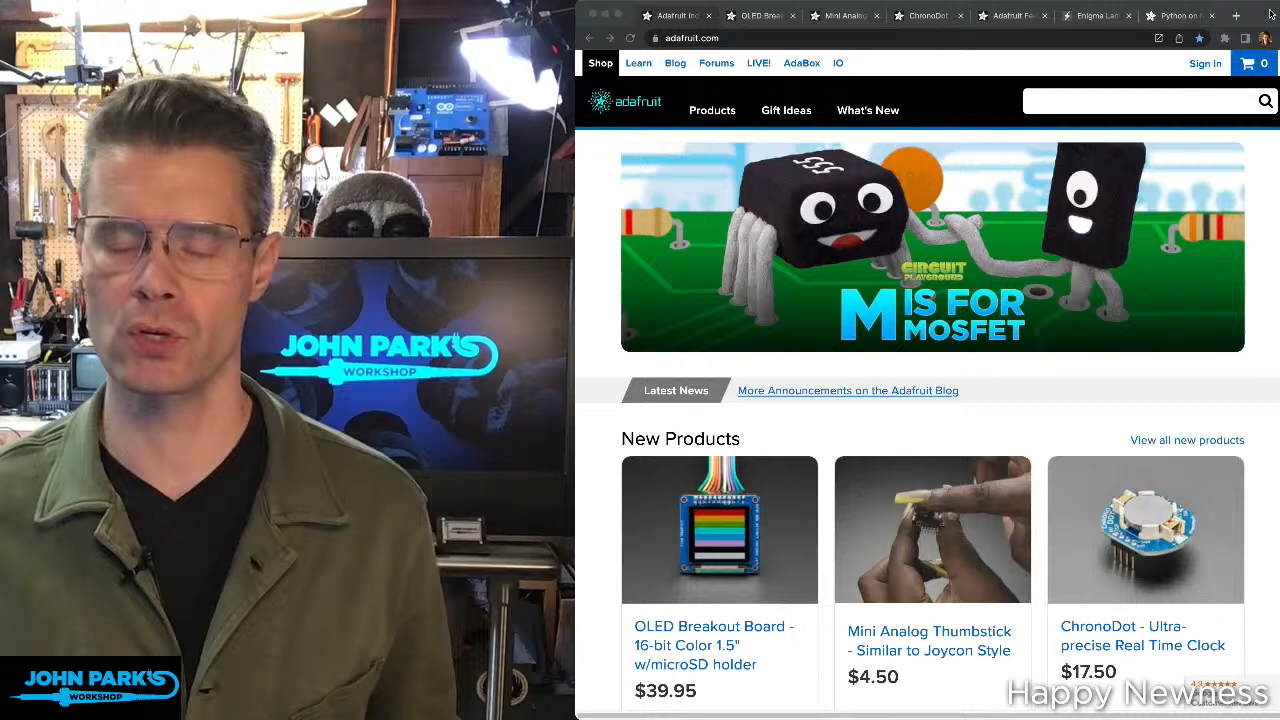 JOHN PARK'S
WORKSHOP
JOHN PARK'S
WORKSHOP
Adafruit Ind
Mini Analog
ChronoDot
Adafruit Fe
Enigma La
Python on
adafruit.com
Shop
Learn
Blog
Forums
LIVE!
AdaBox
IO
Sign In
0
adafruit
Products
Gift Ideas
What's New
555
CIRCUIT
PLAYGROUND
M IS FOR
MOSFET
Latest News
More Announcements on the Adafruit Blog
New Products
View all new products
OLED Breakout Board -
16-bit Color 1.5"
w/microSD holder
$39.95
Mini Analog Thumbstick
- Similar to Joycon Style
$4.50
ChronoDot - Ultra-
precise Real Time Clock
$17.50
Happy Newness